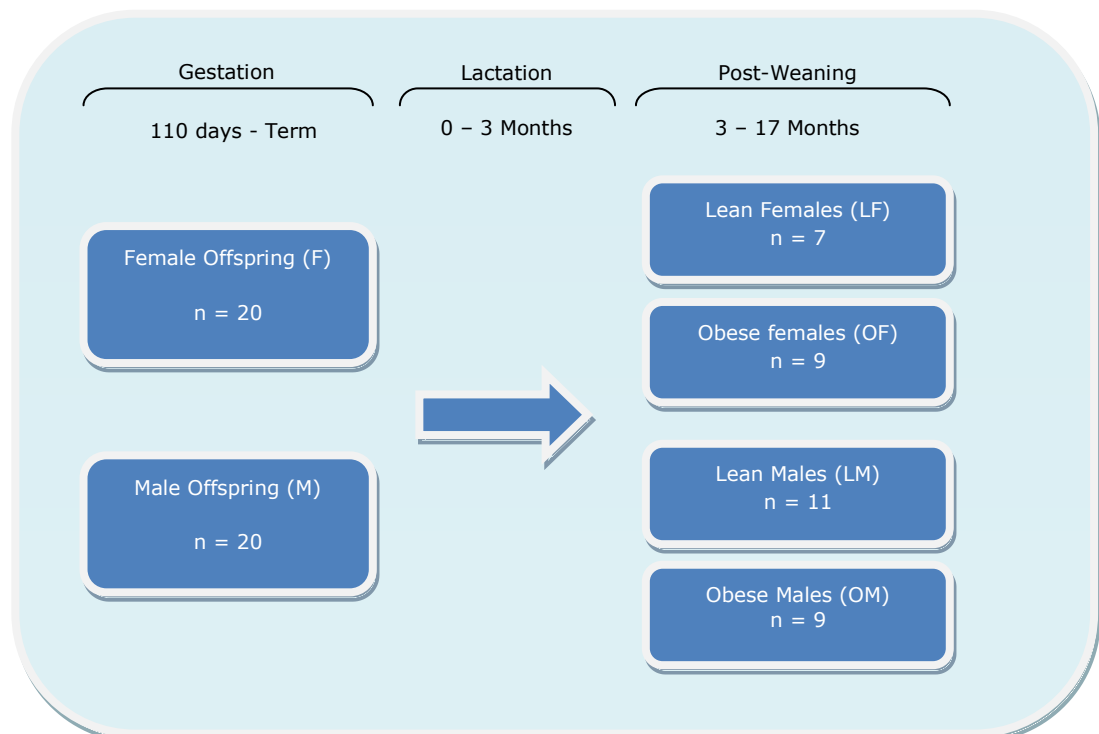 Gestation
Lactation
Post-Weaning
110 days - Term
0 – 3 Months
3 – 17 Months
Female Offspring (F)
n = 20
Male Offspring (M)
n = 20
Lean Females (LF)
n = 7
Obese females (OF)
n = 9
Lean Males (LM)
n = 11
Obese Males (OM)
n = 9